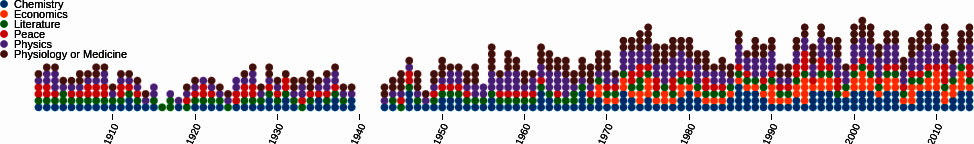 Chemistry
Economics
Literature
Peace
Physics
Physiology or Medicine
1910
1920
1930
1940
1950
1960
1970
1980
1990
2000
2010